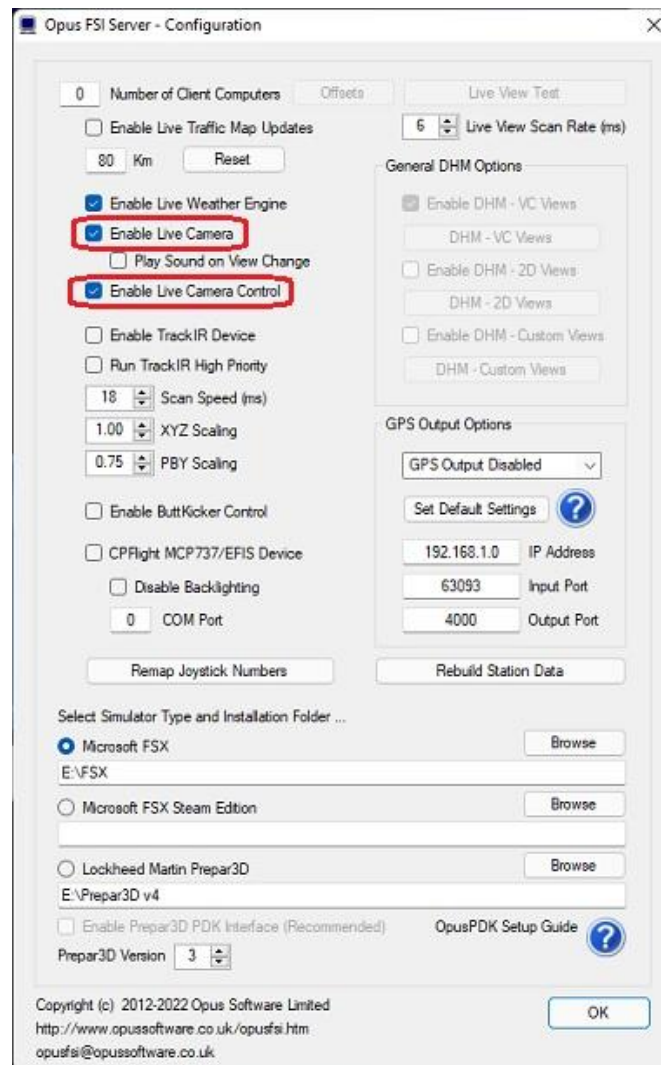 Opus FSI Server - Configuration
0 Number of Client Computers Offsets Live View Test
Enable Live Traffic Map Updates 6 Live View Scan Rate (ms)
80 Km Reset
General DHM Options
Enable Live Weather Engine Enable DHM - VC Views
Enable Live Camera DHM - VC Views
Play Sound on View Change Enable DHM - 2D Views
Enable Live Camera Control DHM - 2D Views
Enable TrackIR Device Enable DHM - Custom Views
Run TrackIR High Priority DHM - Custom Views
18 Scan Speed (ms)
1.00 XYZ Scaling GPS Output Options
0.75 PBY Scaling GPS Output Disabled
Enable ButtKicker Control Set Default Settings ?
CPFlight MCP737/EFIS Device 192.168.1.0 IP Address
Disable Backlighting 63093 Input Port
0 COM Port 4000 Output Port
Remap Joystick Numbers Rebuild Station Data
Select Simulator Type and Installation Folder ...
Microsoft FSX Browse
E:\FSX
Microsoft FSX Steam Edition Browse
Lockheed Martin Prepar3D Browse
E:\Prepar3D v4
Enable Prepar3D PDK Interface (Recommended) OpusPDK Setup Guide ?
Prepar3D Version 3
Copyright (c) 2012-2022 Opus Software Limited OK
http://www.opussoftware.co.uk/opusfsi.htm
opusfsi@opussoftware.co.uk